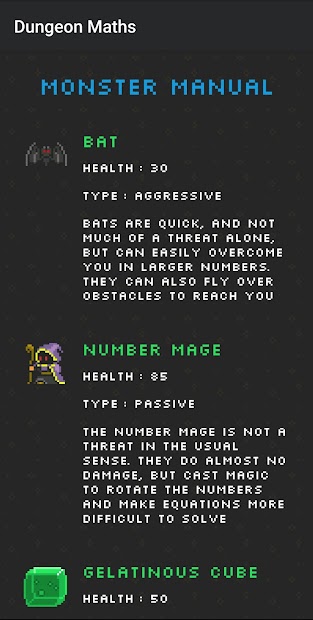 Dungeon Maths
MONSTER MANUAL
BAT
HEALTH : 30
TYPE : AGGRESSIVE
BATS ARE QUICK, AND NOT
MUCH OF A THREAT ALONE,
BUT CAN EASILY OVERCOME
YOU IN LARGER NUMBERS.
THEY CAN ALSO FLY OVER
OBSTACLES TO REACH YOU
NUMBER MAGE
HEALTH : 85
TYPE : PASSIVE
THE NUMBER MAGE IS NOT A
THREAT IN THE USUAL
SENSE. THEY DO ALMOST NO
DAMAGE, BUT CAST MAGIC
TO ROTATE THE NUMBERS
AND MAKE EQUATIONS MORE
DIFFICULT TO SOLVE
GELATINOUS CUBE
HEALTH : 50